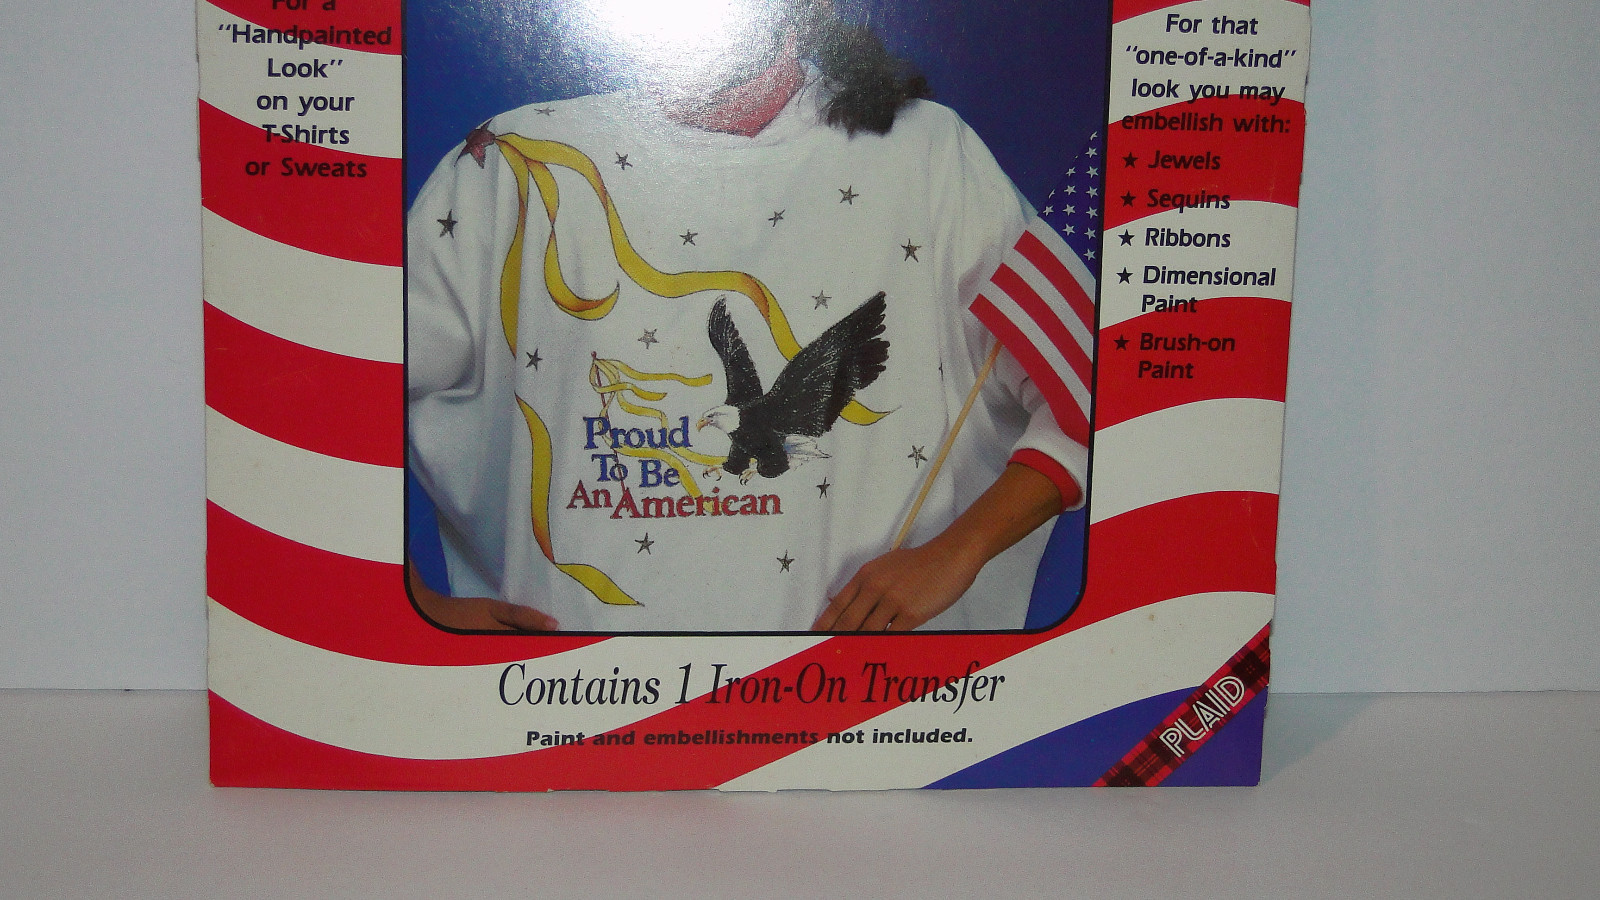 For a
"Handpainted
Look"
on your
T-Shirts
or Sweats
For that
"one-of-a-kind"
look you may
embellish with:
★ Jewels
★ Sequins
★ Ribbons
★ Dimensional
Paint
★ Brush-on
Paint
Proud
To Be
An American
Contains 1 Iron-On Transfer
Paint and embellishments not included.
PLAID